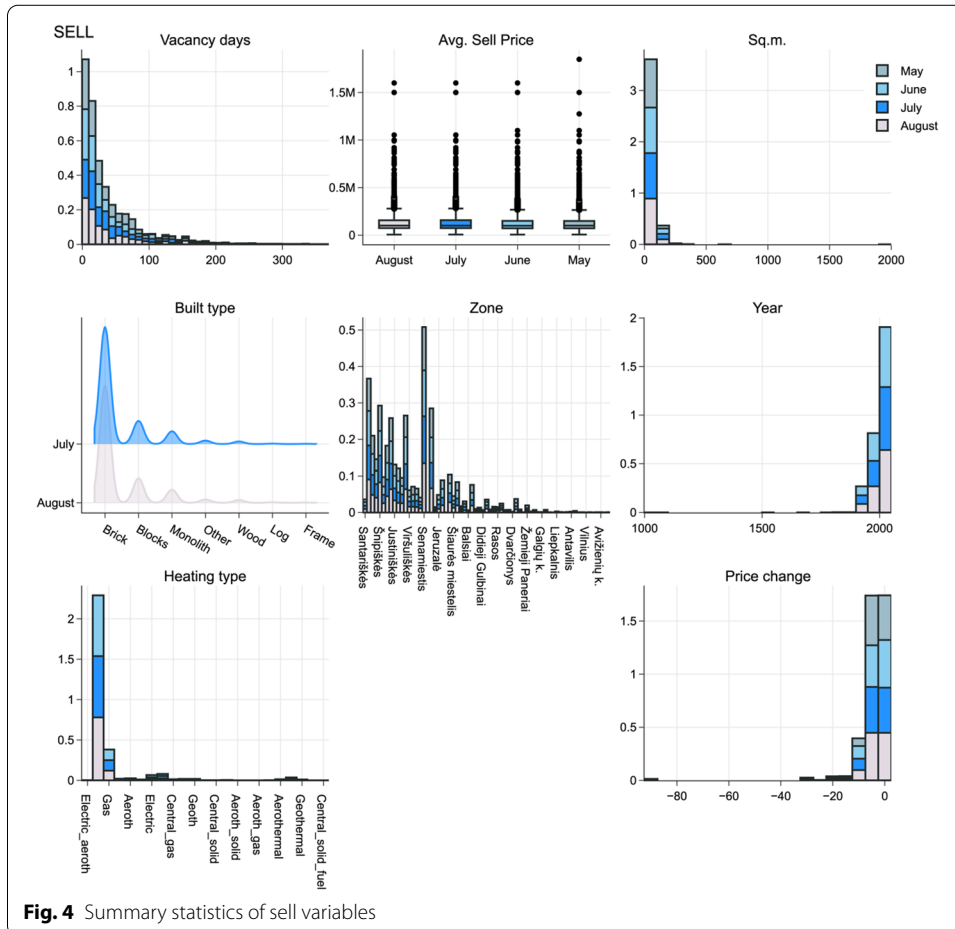 SELL
Vacancy days
1
0.8
0.6
0.4
0.2
0
0 100 200 300
Avg. Sell Price
1.5M
1M
0.5M
0
August July June May
Sq.m.
3
2
1
0
0 500 1000 1500 2000
May
June
July
August
Built type
July
August
Brick
Blocks
Monolith
Other
Wood
Log
Frame
Zone
0.5
0.4
0.3
0.2
0.1
0
Santariškės
Šnipiškės
Justiniškės
Viršuliškės
Senamiestis
Jeruzalė
Šiaurės miestelis
Balsiai
Didieji Gulbinai
Rasos
Dvarčionys
Žemieji Paneriai
Galgių k.
Liepkalnis
Antavilis
Vilnius
Avižienių k.
Year
2
1.5
1
0.5
0
1000 1500 2000
Heating type
2
1.5
1
0.5
0
Electric_aeroth
Gas
Aeroth
Electric
Central_gas
Geoth
Central_solid
Aeroth_solid
Aeroth_gas
Aerothermal
Geothermal
Central_solid_fuel
Price change
1.5
1
0.5
0
−80 −60 −40 −20 0
Fig. 4 Summary statistics of sell variables